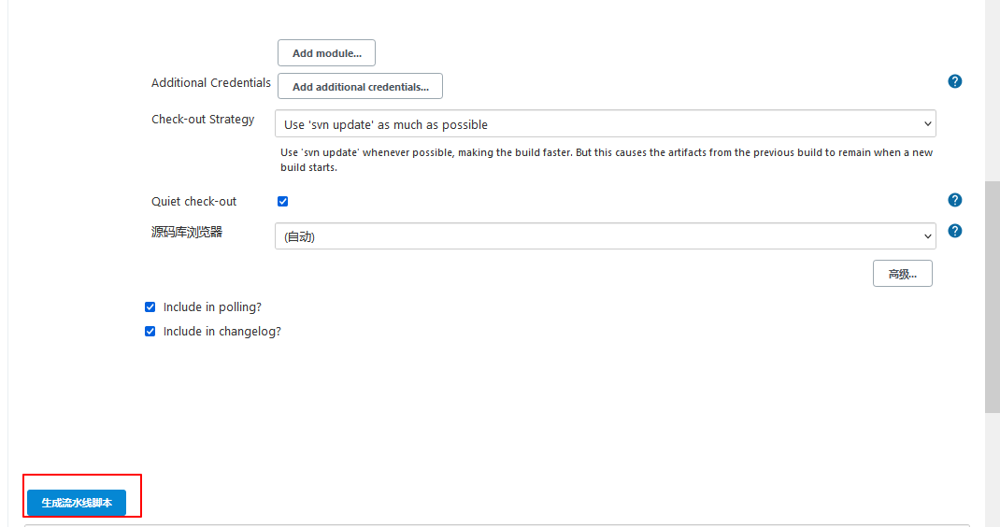 Add module...
Additional Credentials
Add additional credentials...
Check-out Strategy
Use 'svn update' as much as possible
Use 'svn update' whenever possible, making the build faster. But this causes the artifacts from the previous build to remain when a new
build starts.
Quiet check-out
源码库浏览器
(自动)
高级...
Include in polling?
Include in changelog?
生成流水线脚本